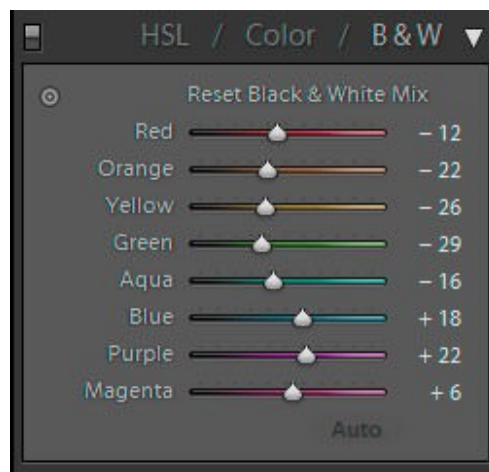 HSL / Color / B & W
Reset Black & White Mix
Red − 12
Orange − 22
Yellow − 26
Green − 29
Aqua − 16
Blue + 18
Purple + 22
Magenta + 6
Auto